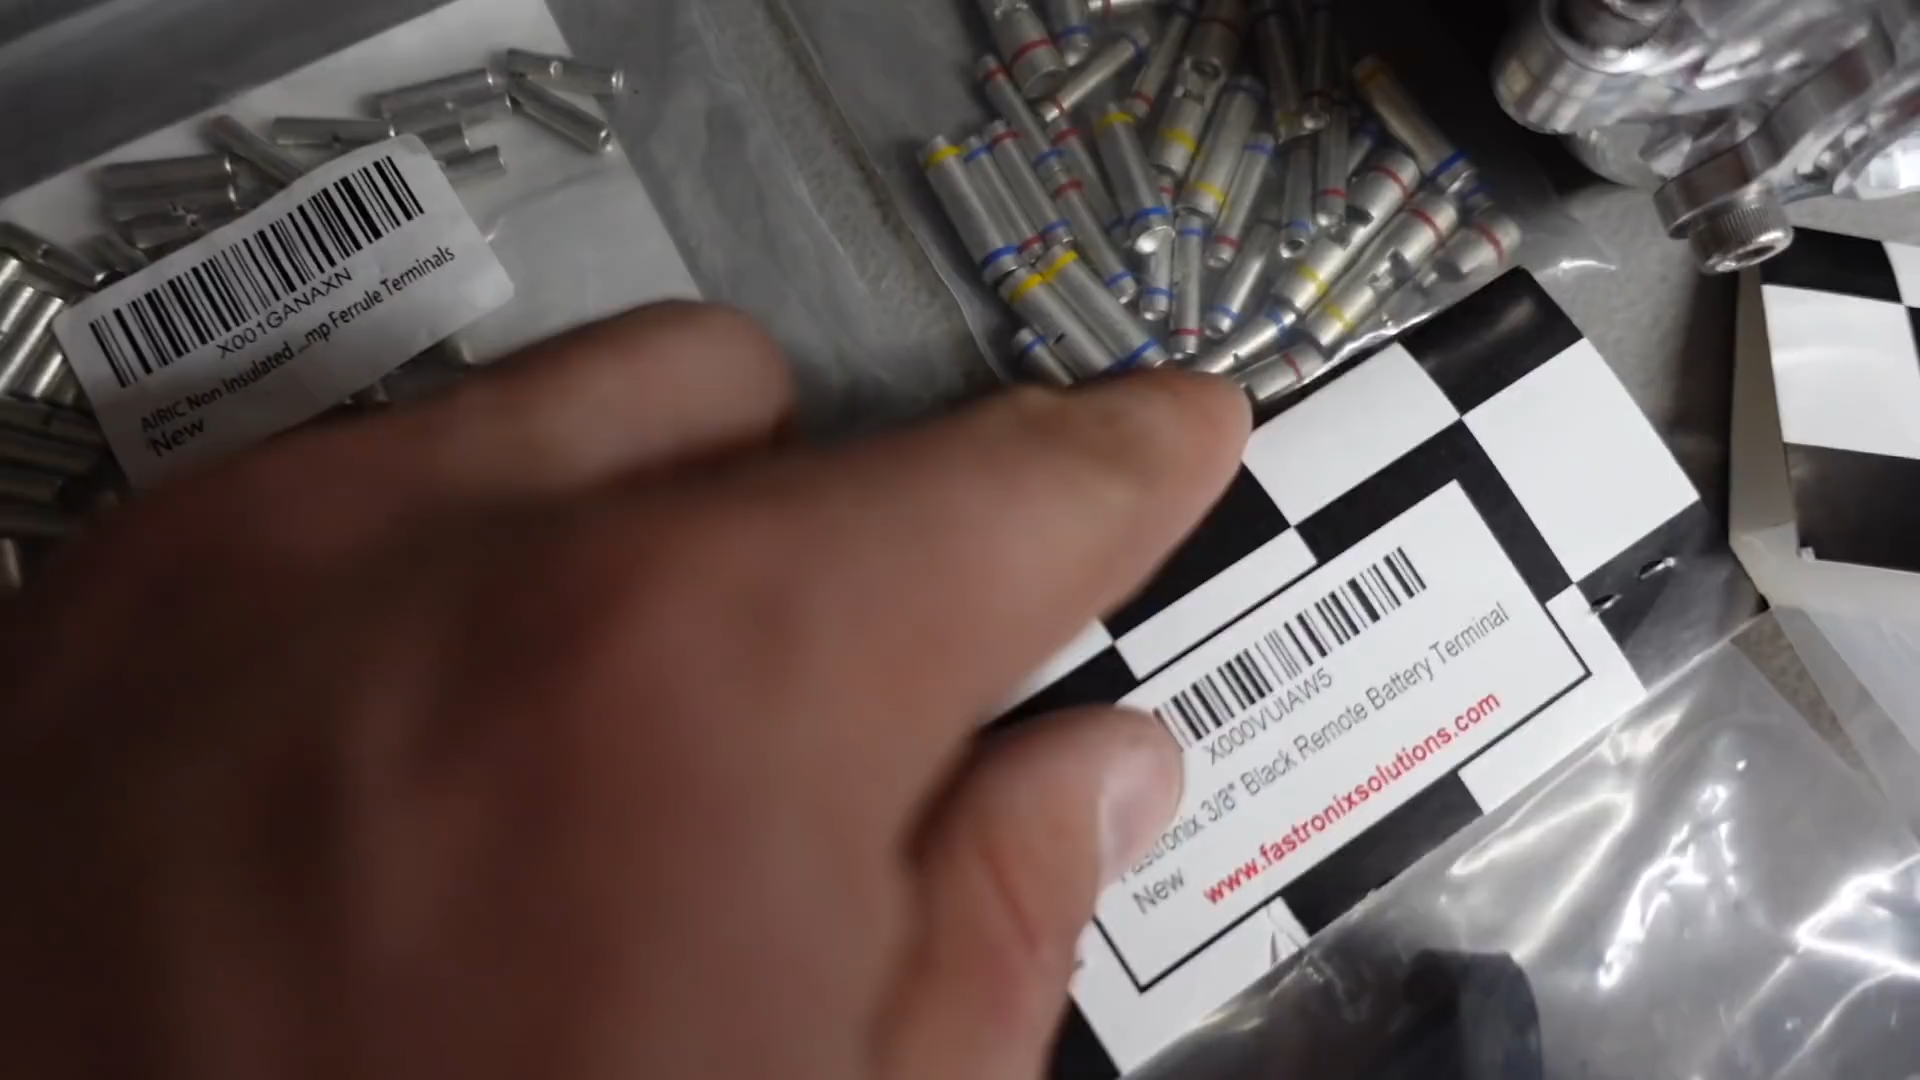 X001GANAXN
AIRIC Non Insulated ...mp Ferrule Terminals
New
X000VUIAW5
3/8" Black Remote Battery Terminal
New
www.fastronixsolutions.com